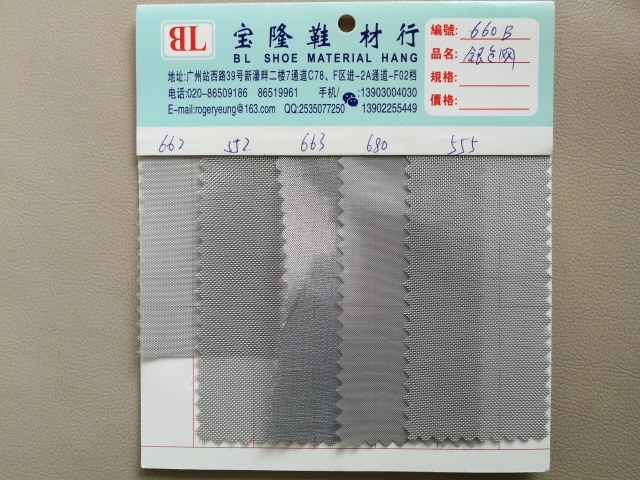 BL
宝隆鞋材行
BL SHOE MATERIAL HANG
地址:广州站西路39号新濠畔二楼7通道C78、F区进-2A通道-F02档
电话:020-86509186 86519961 手机/ :13903004030
E-mail:rogeryeung@163.com QQ:2535077250 13902255449
編號: 660B
品名: 銀色网
規格:
價格:
662 552 663 680 555